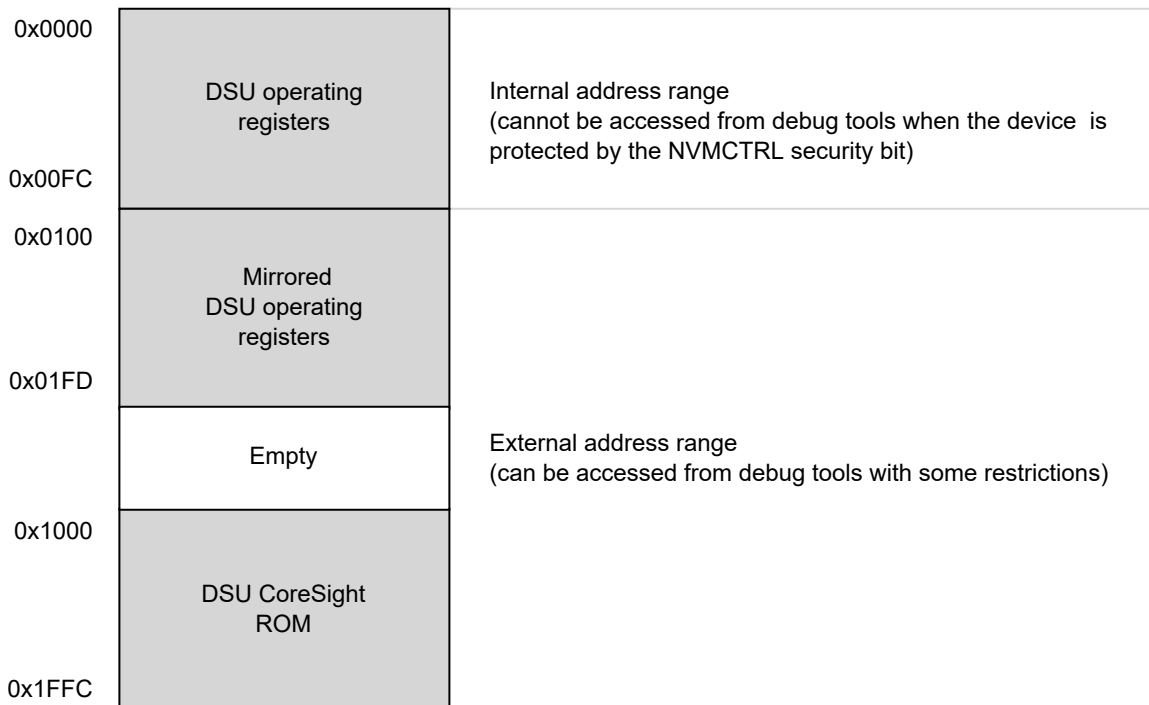 0x0000
DSU operating
registers
Internal address range
(cannot be accessed from debug tools when the device is
protected by the NVMCTRL security bit)
0x00FC
0x0100
Mirrored
DSU operating
registers
0x01FD
Empty
External address range
(can be accessed from debug tools with some restrictions)
0x1000
DSU CoreSight
ROM
0x1FFC